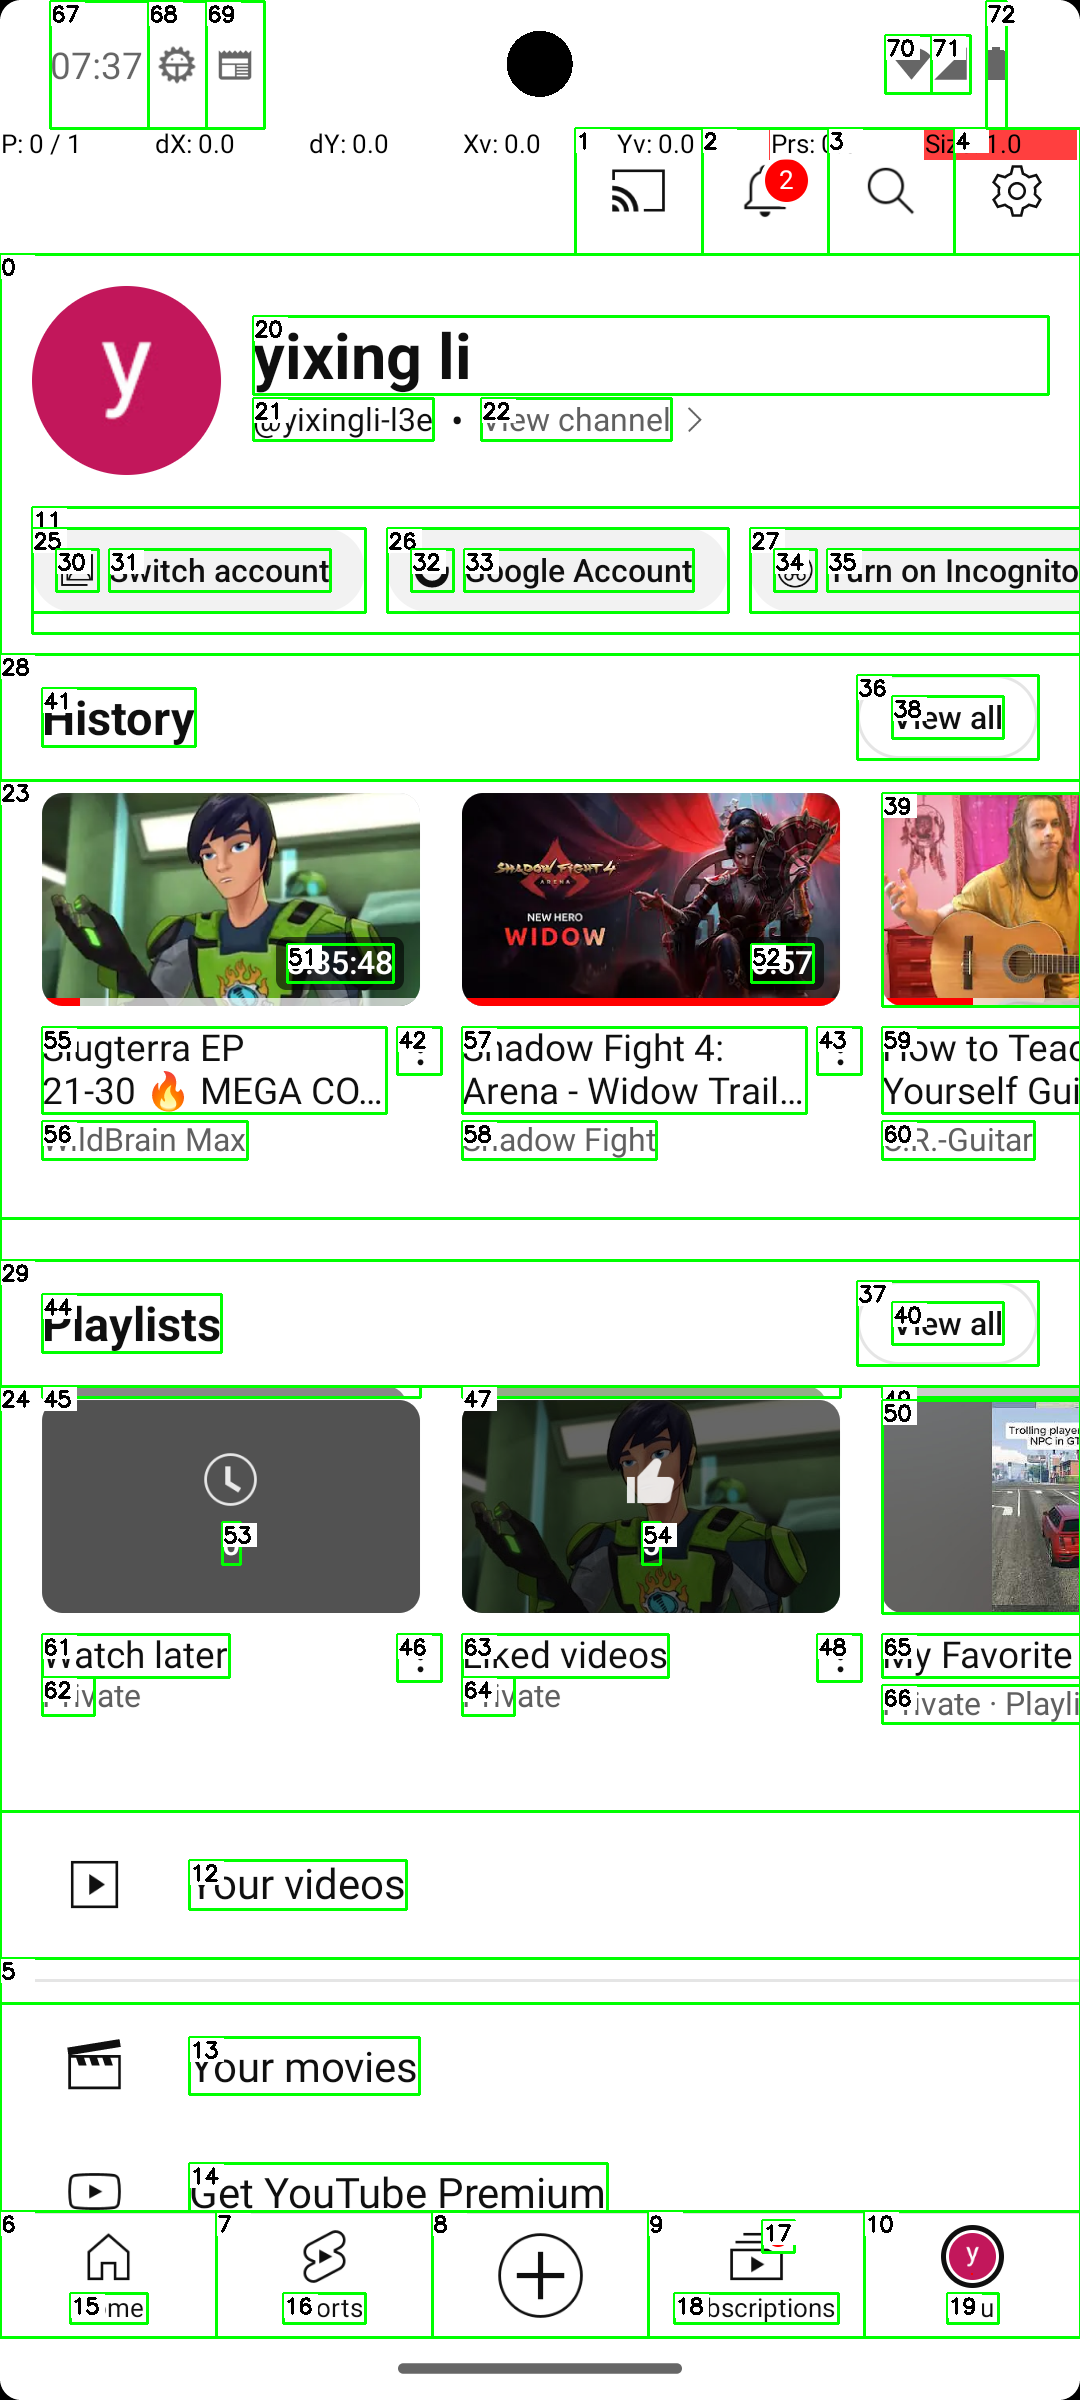 07:37
P: 0 / 1 dX: 0.0 dY: 0.0 Xv: 0.0 Yv: 0.0 Prs: 1.0
2
yixing li
@yixingli-l3e • View channel
Switch account
Google Account
Turn on Incognito
History
View all
SHADOW FIGHT 4
ARENA
NEW HERO
WIDOW
:35:48
:57
Slugterra EP
21-30 🔥 MEGA CO...
WildBrain Max
Shadow Fight 4:
Arena - Widow Trail...
Shadow Fight
How to Teac
Yourself Gui
.R.-Guitar
Playlists
View all
Trolling player
NPC in GT
Watch later
Private
Liked videos
Private
My Favorite
Private · Playli
Your videos
Your movies
Get YouTube Premium
Home
Shorts
Subscriptions
y
You
0
1
2
3
4
5
6
7
8
9
10
11
12
13
14
15
16
17
18
19
20
21
22
23
24
25
26
27
28
29
30
31
32
33
34
35
36
37
38
39
40
41
42
43
44
45
46
47
48
50
51
52
53
54
55
56
57
58
59
60
61
62
63
64
65
66
67
68
69
70
71
72